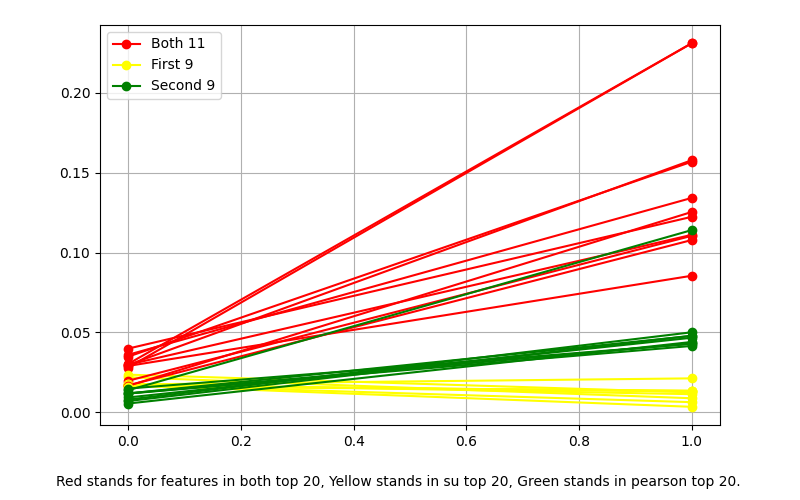 Both 11
First 9
Second 9
0.20
0.15
0.10
0.05
0.00
0.0 0.2 0.4 0.6 0.8 1.0
Red stands for features in both top 20, Yellow stands in su top 20, Green stands in pearson top 20.